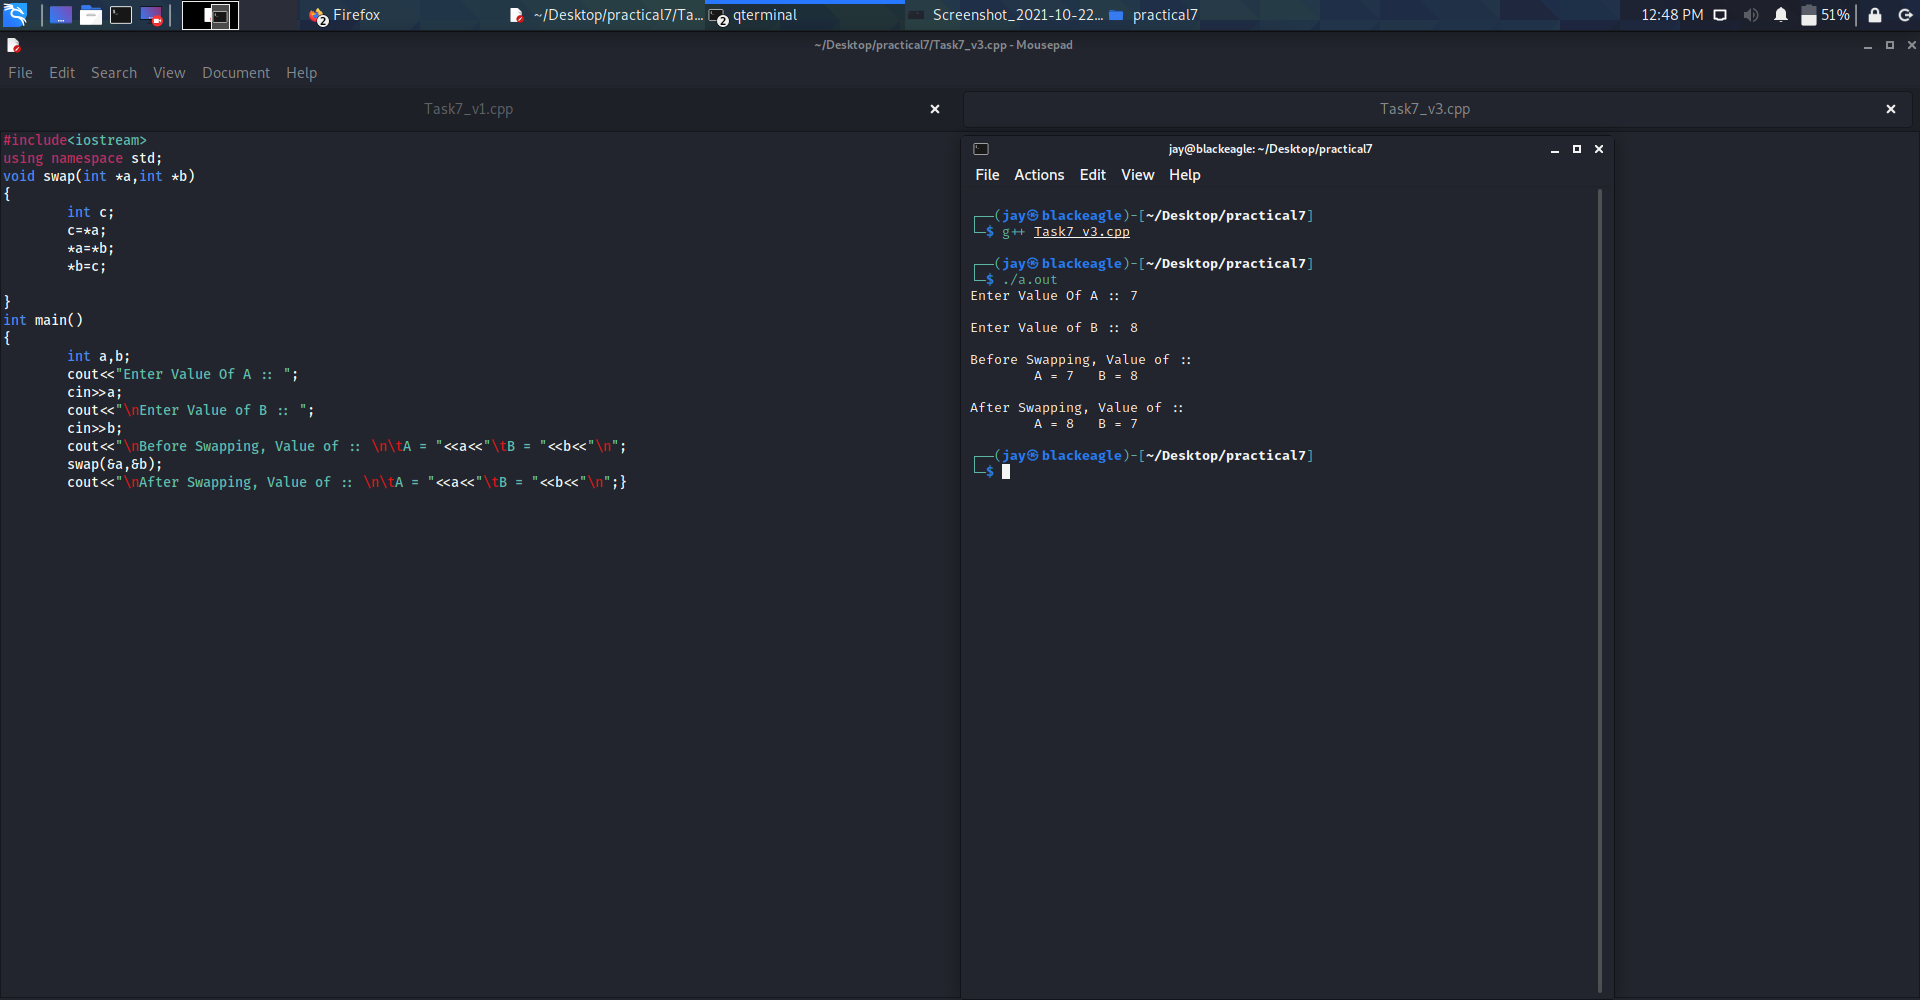 Firefox
~/Desktop/practical7/Ta...
qterminal
Screenshot_2021-10-22...
practical7
12:48 PM
51%
~/Desktop/practical7/Task7_v3.cpp - Mousepad
File Edit Search View Document Help
Task7_v1.cpp
Task7_v3.cpp
#include<iostream>
using namespace std;
void swap(int *a,int *b)
{
int c;
c=*a;
*a=*b;
*b=c;
}
int main()
{
int a,b;
cout<<"Enter Value Of A :: ";
cin>>a;
cout<<"\nEnter Value of B :: ";
cin>>b;
cout<<"\nBefore Swapping, Value of :: \n\tA = "<<a<<"\tB = "<<b<<"\n";
swap(&a,&b);
cout<<"\nAfter Swapping, Value of :: \n\tA = "<<a<<"\tB = "<<b<<"\n";}
jay@blackeagle: ~/Desktop/practical7
File Actions Edit View Help
┌──(jay㉿blackeagle)-[~/Desktop/practical7]
└─$ g++ Task7_v3.cpp
┌──(jay㉿blackeagle)-[~/Desktop/practical7]
└─$ ./a.out
Enter Value Of A :: 7
Enter Value of B :: 8
Before Swapping, Value of ::
A = 7 B = 8
After Swapping, Value of ::
A = 8 B = 7
┌──(jay㉿blackeagle)-[~/Desktop/practical7]
└─$